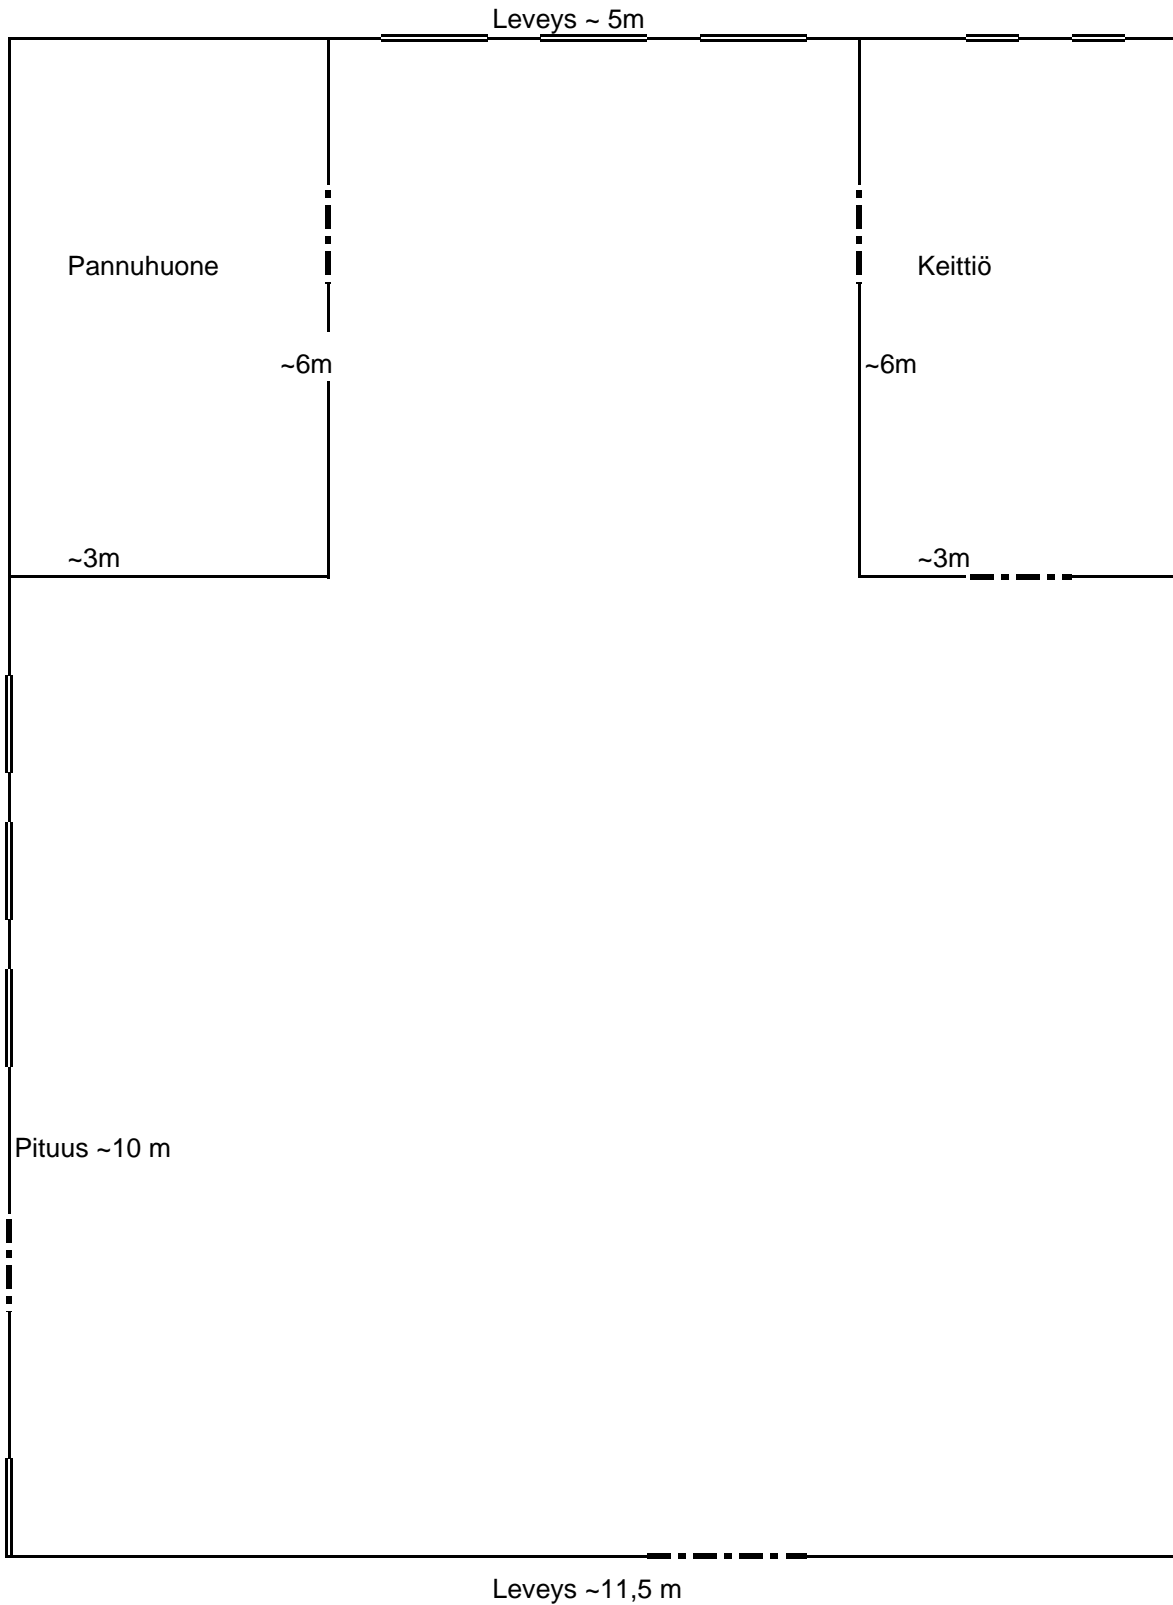 Leveys ~ 5m
Pannuhuone
Keittiö
~6m
~6m
~3m
~3m
Pituus ~10 m
Leveys ~11,5 m